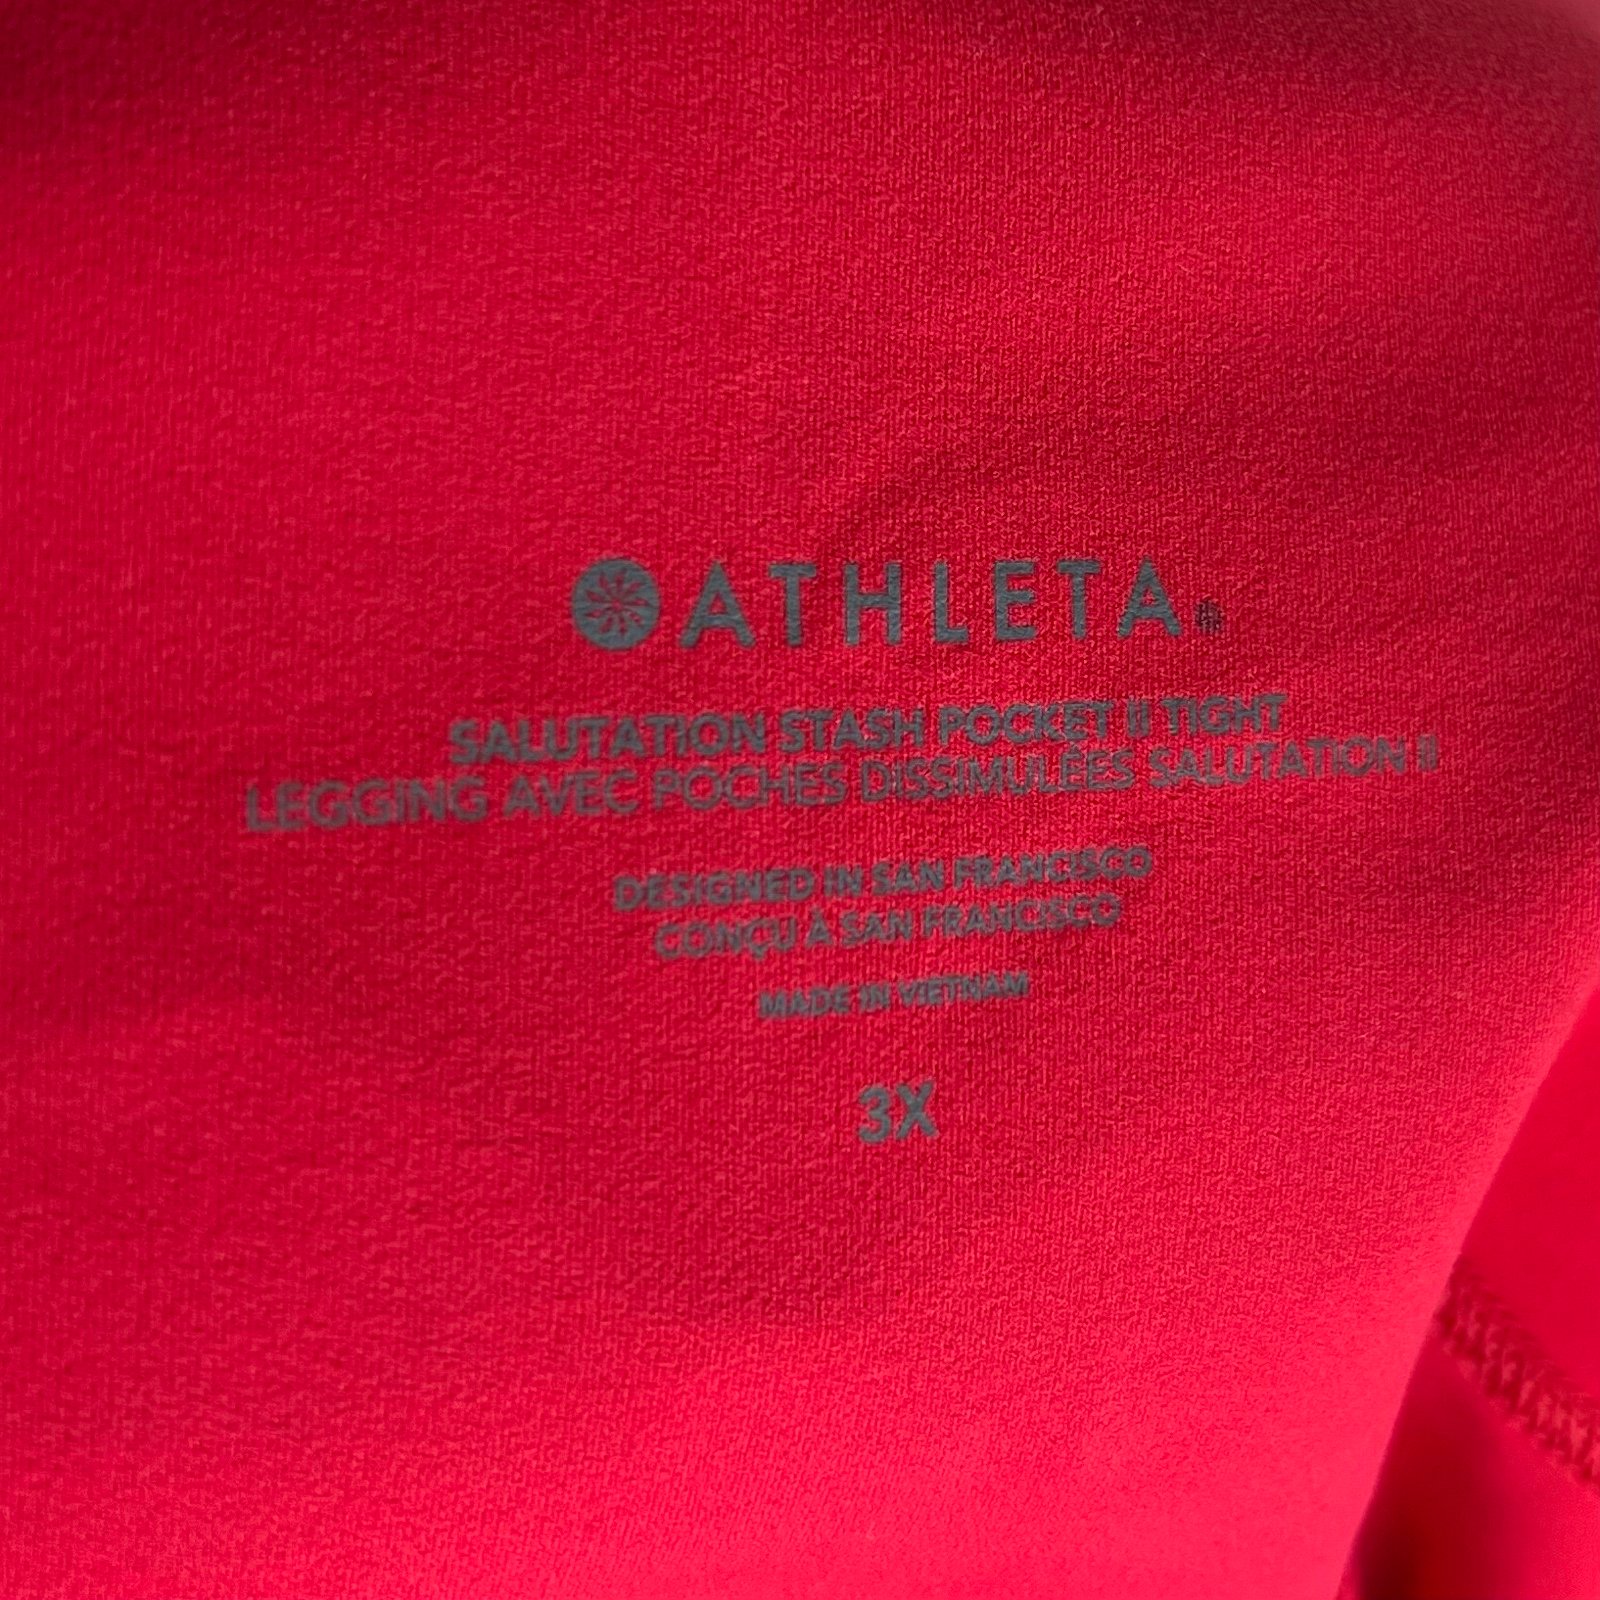 ATHLETA
SALUTATION STASH POCKET II TIGHT
LEGGING AVEC POCHES DISSIMULÉES SALUTATION II
DESIGNED IN SAN FRANCISCO
CONÇU À SAN FRANCISCO
MADE IN VIETNAM
3X